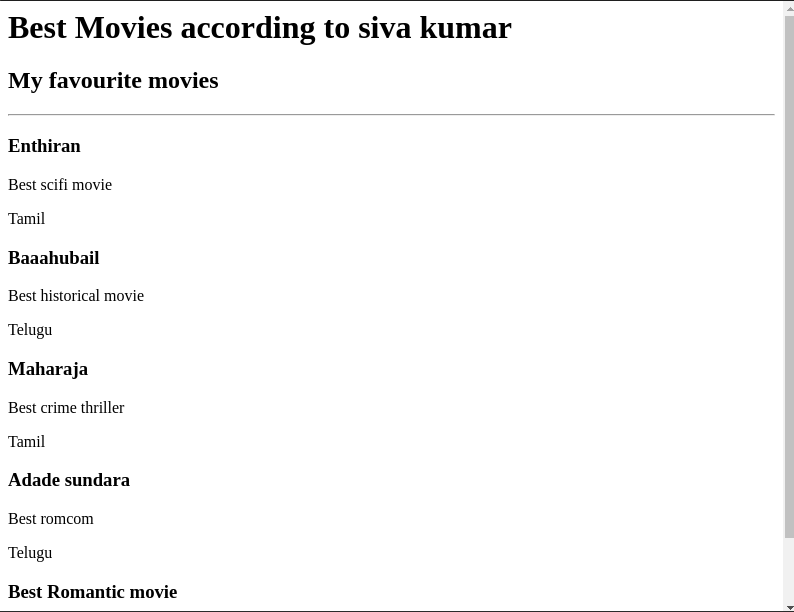 Best Movies according to siva kumar
My favourite movies
Enthiran
Best scifi movie
Tamil
Baaahubail
Best historical movie
Telugu
Maharaja
Best crime thriller
Tamil
Adade sundara
Best romcom
Telugu
Best Romantic movie